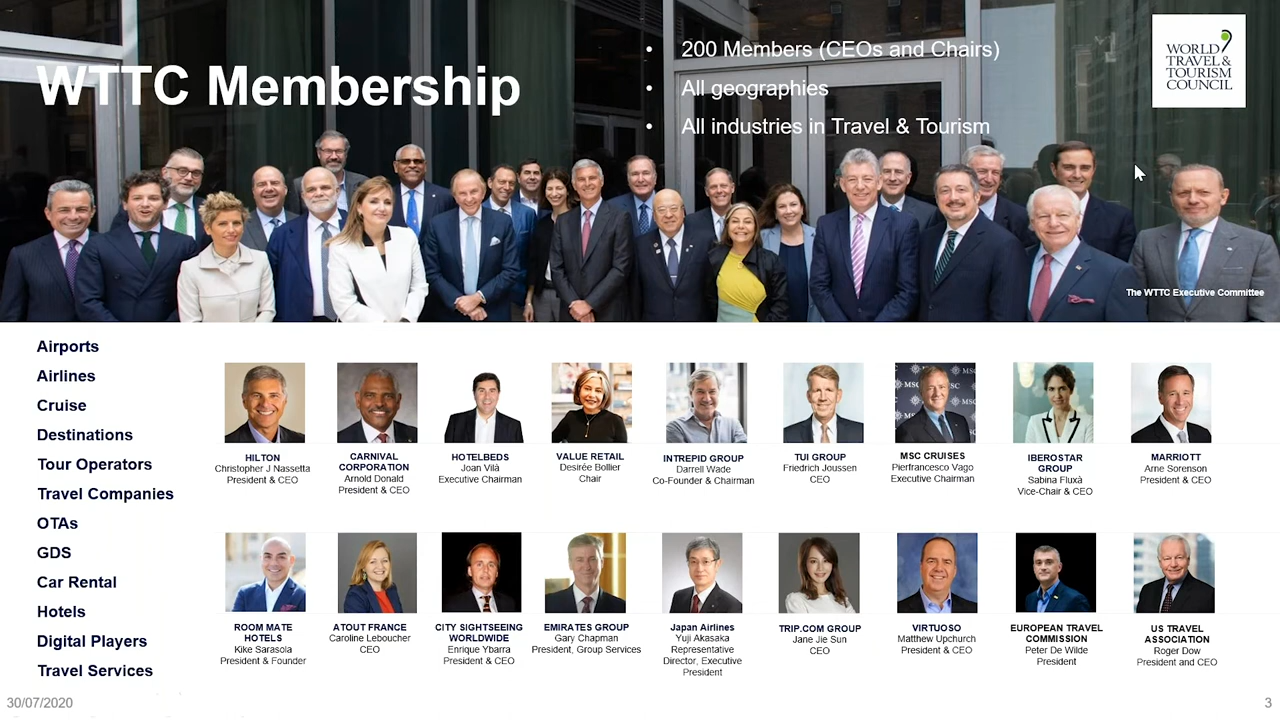 WTTC Membership
• 200 Members (CEOs and Chairs)
• All geographies
• All industries in Travel & Tourism
WORLD
TRAVEL &
TOURISM
COUNCIL
The WTTC Executive Committee
Airports
Airlines
Cruise
Destinations
Tour Operators
Travel Companies
OTAs
GDS
Car Rental
Hotels
Digital Players
Travel Services
HILTON
Christopher J Nassetta
President & CEO
CARNIVAL
CORPORATION
Arnold Donald
President & CEO
HOTELBEDS
Joan Vilà
Executive Chairman
VALUE RETAIL
Desirée Bollier
Chair
INTREPID GROUP
Darrell Wade
Co-Founder & Chairman
TUI GROUP
Friedrich Joussen
CEO
MSC
MSC CRUISES
Pierfrancesco Vago
Executive Chairman
IBEROSTAR
GROUP
Sabina Fluxà
Vice-Chair & CEO
MARRIOTT
Arne Sorenson
President & CEO
ROOM MATE
HOTELS
Kike Sarasola
President & Founder
ATOUT FRANCE
Caroline Leboucher
CEO
CITY SIGHTSEEING
WORLDWIDE
Enrique Ybarra
President & CEO
EMIRATES GROUP
Gary Chapman
President, Group Services
Japan Airlines
Yuji Akasaka
Representative
Director, Executive
President
TRIP.COM GROUP
Jane Jie Sun
CEO
VIRTUOSO
Matthew Upchurch
President & CEO
EUROPEAN TRAVEL
COMMISSION
Peter De Wilde
President
US TRAVEL
ASSOCIATION
Roger Dow
President and CEO
30/07/2020
3